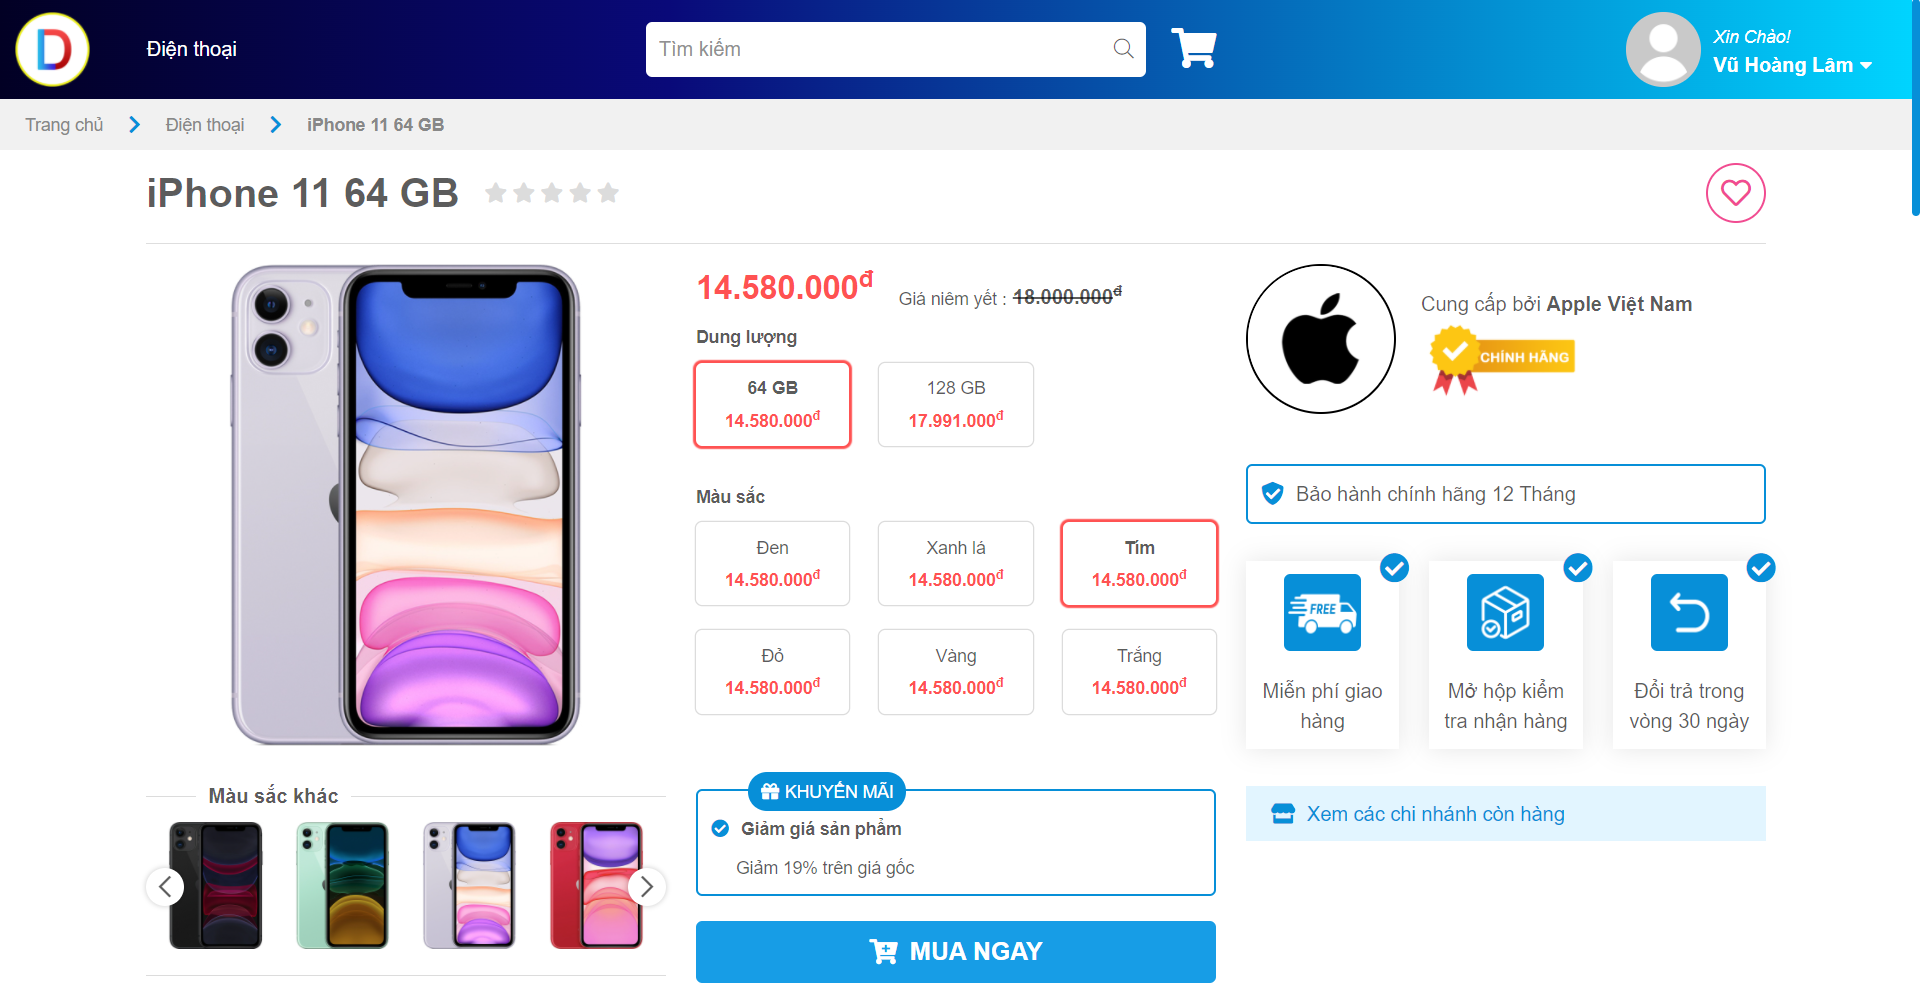 D
Điện thoại
Tìm kiếm
Xin Chào!
Vũ Hoàng Lâm
Trang chủ
Điện thoại
iPhone 11 64 GB
iPhone 11 64 GB
14.580.000đ
Giá niêm yết : 18.000.000đ
Cung cấp bởi Apple Việt Nam
CHÍNH HÃNG
Dung lượng
64 GB
14.580.000đ
128 GB
17.991.000đ
Màu sắc
Đen
14.580.000đ
Xanh lá
14.580.000đ
Tím
14.580.000đ
Đỏ
14.580.000đ
Vàng
14.580.000đ
Trắng
14.580.000đ
Bảo hành chính hãng 12 Tháng
FREE
Miễn phí giao
hàng
Mở hộp kiểm
tra nhận hàng
Đổi trả trong
vòng 30 ngày
Màu sắc khác
KHUYẾN MÃI
Giảm giá sản phẩm
Giảm 19% trên giá gốc
Xem các chi nhánh còn hàng
MUA NGAY